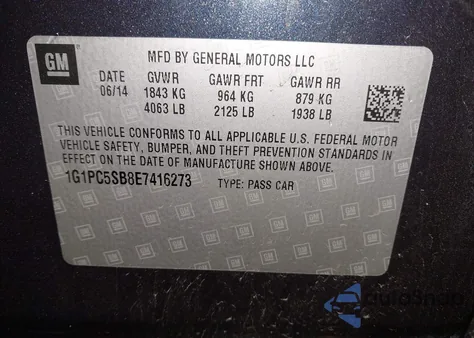 GM
MFD BY GENERAL MOTORS LLC
DATE GVWR GAWR FRT GAWR RR
06/14 1843 KG 964 KG 879 KG
4063 LB 2125 LB 1938 LB
THIS VEHICLE CONFORMS TO ALL APPLICABLE U.S. FEDERAL MOTOR
VEHICLE SAFETY, BUMPER, AND THEFT PREVENTION STANDARDS IN
EFFECT ON THE DATE OF MANUFACTURE SHOWN ABOVE.
1G1PC5SB8E7416273 TYPE: PASS CAR
AutoSnap